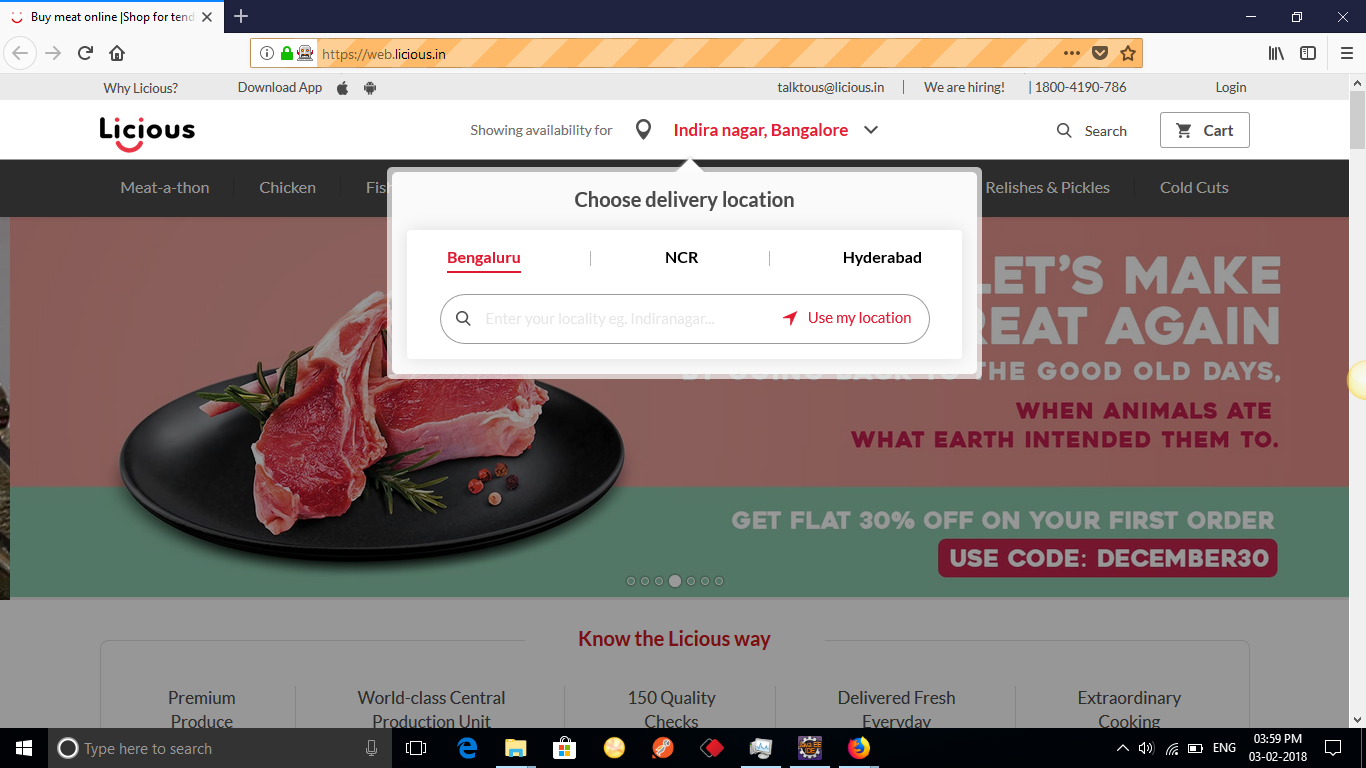 Buy meat online |Shop for tend
https://web.licious.in
Why Licious?
Download App
talktous@licious.in
We are hiring!
| 1800-4190-786
Login
Licious
Showing availability for
Indira nagar, Bangalore
Search
Cart
Meat-a-thon
Chicken
Relishes & Pickles
Cold Cuts
Choose delivery location
Bengaluru
NCR
Hyderabad
Enter your locality eg. Indiranagar...
Use my location
LET'S MAKE
AGAIN
THE GOOD OLD DAYS,
WHEN ANIMALS ATE
WHAT EARTH INTENDED THEM TO.
GET FLAT 30% OFF ON YOUR FIRST ORDER
USE CODE: DECEMBER30
Know the Licious way
Premium
Produce
World-class Central
Production Unit
150 Quality
Checks
Delivered Fresh
Everyday
Extraordinary
Cooking
Type here to search
ENG
03:59 PM
03-02-2018